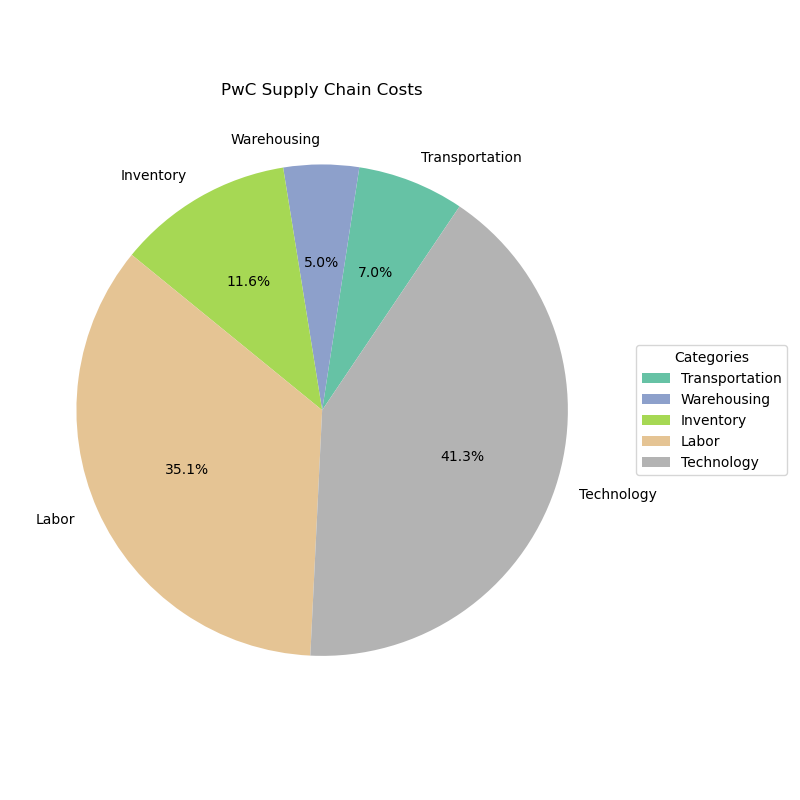 PwC Supply Chain Costs
Warehousing
Transportation
Inventory
5.0%
7.0%
11.6%
Categories
Transportation
Warehousing
Inventory
Labor
Technology
41.3%
35.1%
Technology
Labor